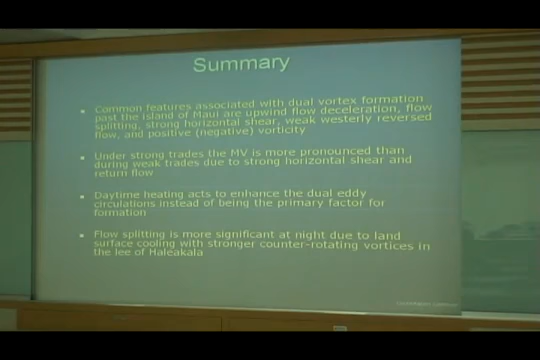 Summary
Common features associated with dual vortex formation
past the island of Maui are upwind flow deceleration, flow
splitting, strong horizontal shear, weak westerly reversed
flow, and positive (negative) vorticity
Under strong trades the MV is more pronounced than
during weak trades due to strong horizontal shear and
return flow
Daytime heating acts to enhance the dual eddy
circulations instead of being the primary factor for
formation
Flow splitting is more significant at night due to land
surface cooling with stronger counter-rotating vortices in
the lee of Haleakala